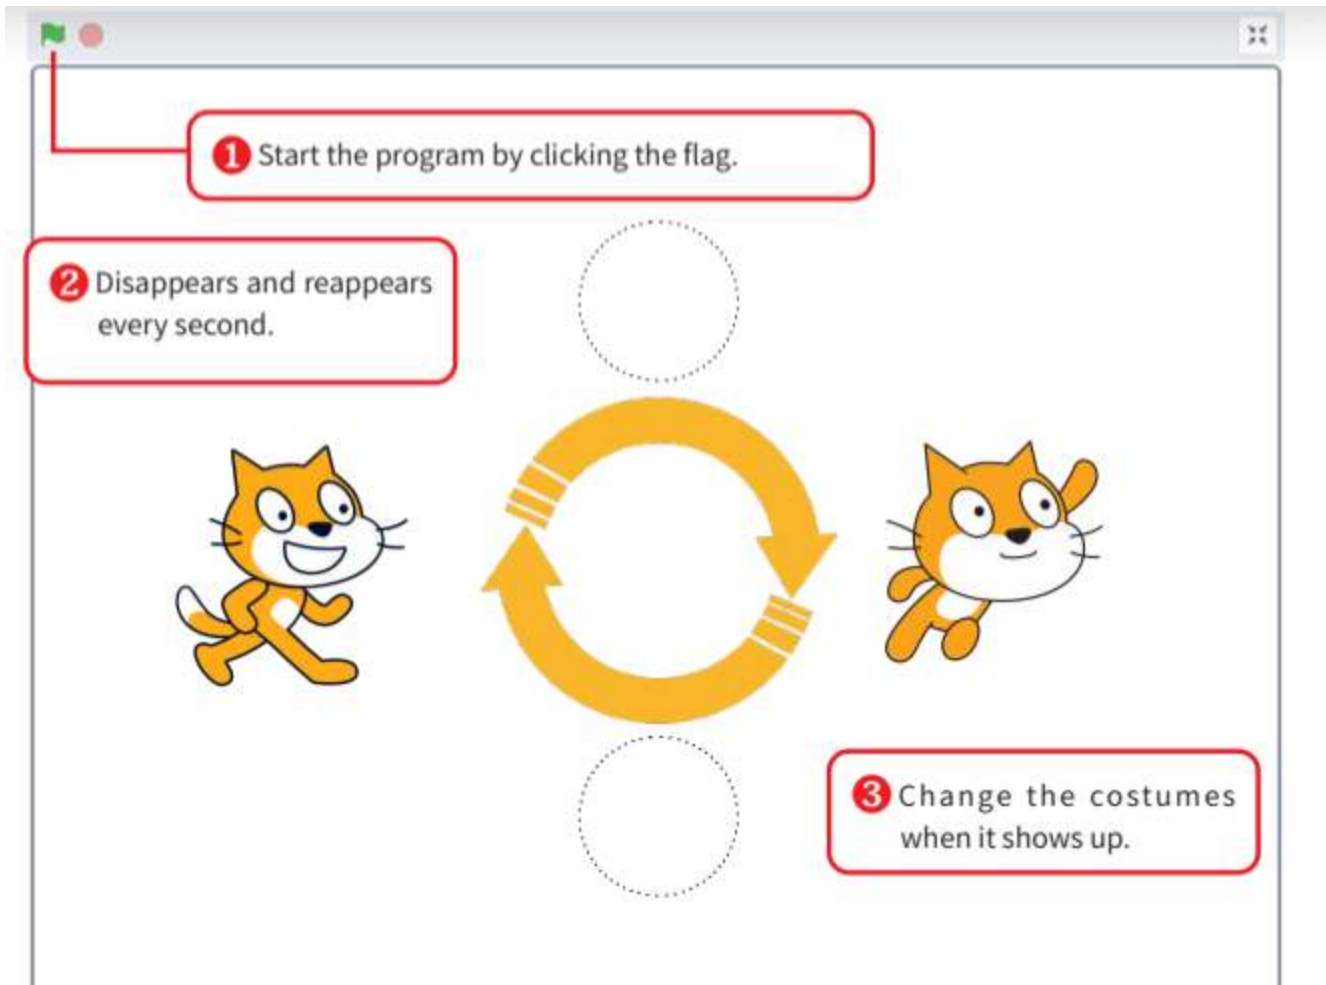 1 Start the program by clicking the flag.
2 Disappears and reappears
every second.
3 Change the costumes
when it shows up.